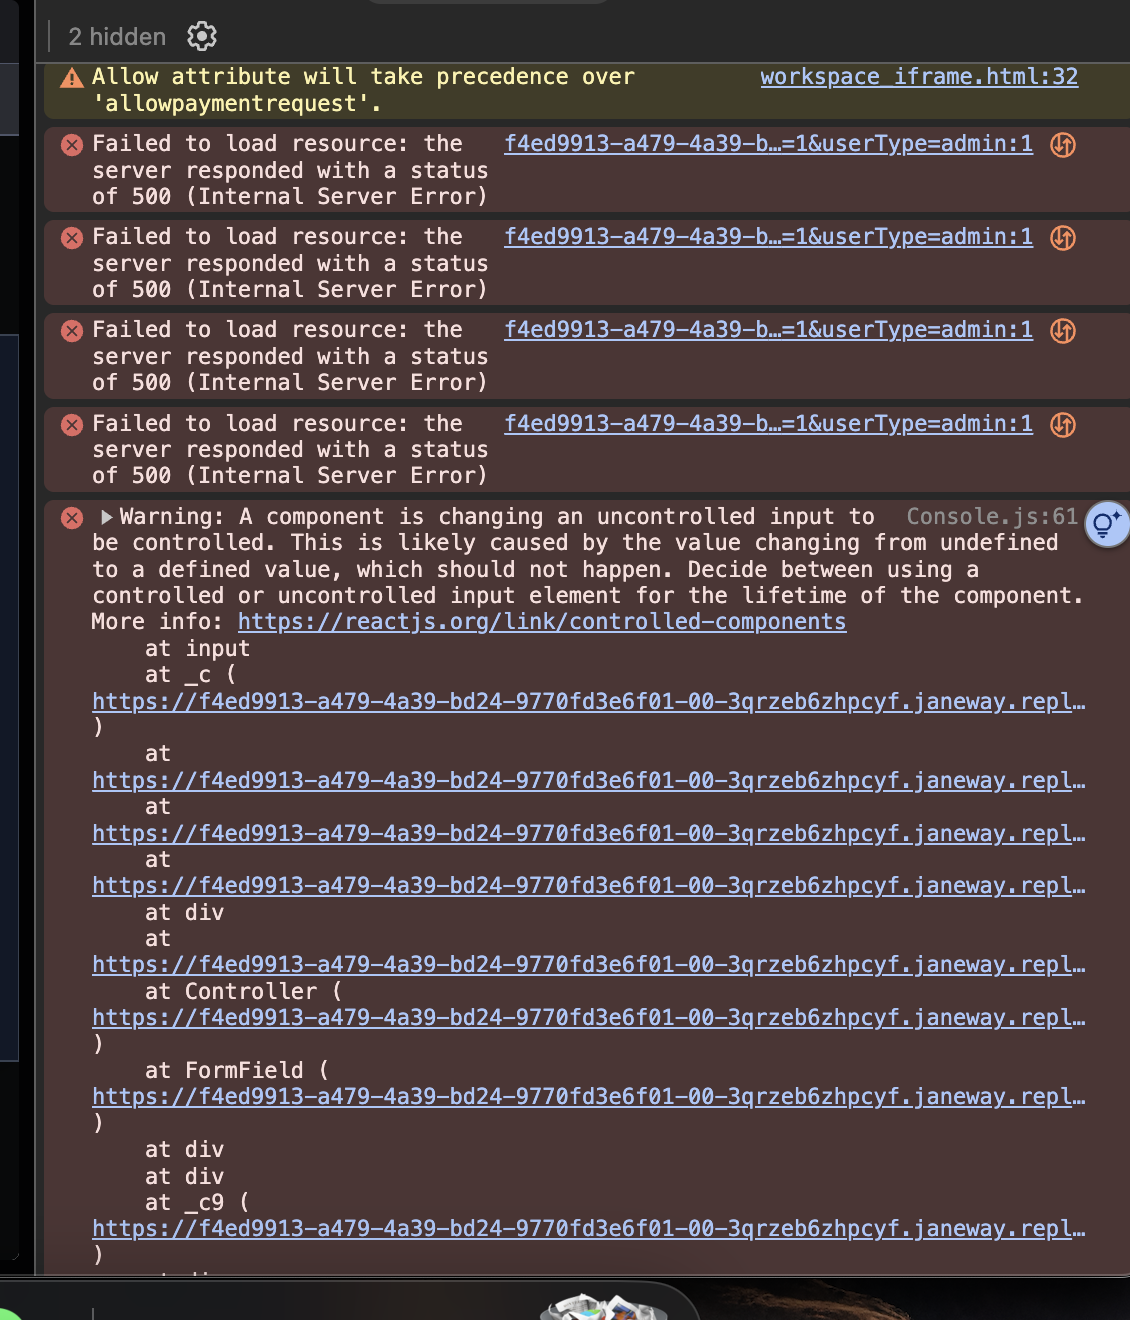 2 hidden
Allow attribute will take precedence over workspace_iframe.html:32
'allowpaymentrequest'.
Failed to load resource: the f4ed9913-a479-4a39-b…=1&userType=admin:1
server responded with a status
of 500 (Internal Server Error)
Failed to load resource: the f4ed9913-a479-4a39-b…=1&userType=admin:1
server responded with a status
of 500 (Internal Server Error)
Failed to load resource: the f4ed9913-a479-4a39-b…=1&userType=admin:1
server responded with a status
of 500 (Internal Server Error)
Failed to load resource: the f4ed9913-a479-4a39-b…=1&userType=admin:1
server responded with a status
of 500 (Internal Server Error)
Warning: A component is changing an uncontrolled input to Console.js:61
be controlled. This is likely caused by the value changing from undefined
to a defined value, which should not happen. Decide between using a
controlled or uncontrolled input element for the lifetime of the component.
More info: https://reactjs.org/link/controlled-components
at input
at _c (
https://f4ed9913-a479-4a39-bd24-9770fd3e6f01-00-3qrzeb6zhpcyf.janeway.repl…
)
at
https://f4ed9913-a479-4a39-bd24-9770fd3e6f01-00-3qrzeb6zhpcyf.janeway.repl…
at
https://f4ed9913-a479-4a39-bd24-9770fd3e6f01-00-3qrzeb6zhpcyf.janeway.repl…
at
https://f4ed9913-a479-4a39-bd24-9770fd3e6f01-00-3qrzeb6zhpcyf.janeway.repl…
at div
at
https://f4ed9913-a479-4a39-bd24-9770fd3e6f01-00-3qrzeb6zhpcyf.janeway.repl…
at Controller (
https://f4ed9913-a479-4a39-bd24-9770fd3e6f01-00-3qrzeb6zhpcyf.janeway.repl…
)
at FormField (
https://f4ed9913-a479-4a39-bd24-9770fd3e6f01-00-3qrzeb6zhpcyf.janeway.repl…
)
at div
at div
at _c9 (
https://f4ed9913-a479-4a39-bd24-9770fd3e6f01-00-3qrzeb6zhpcyf.janeway.repl…
)